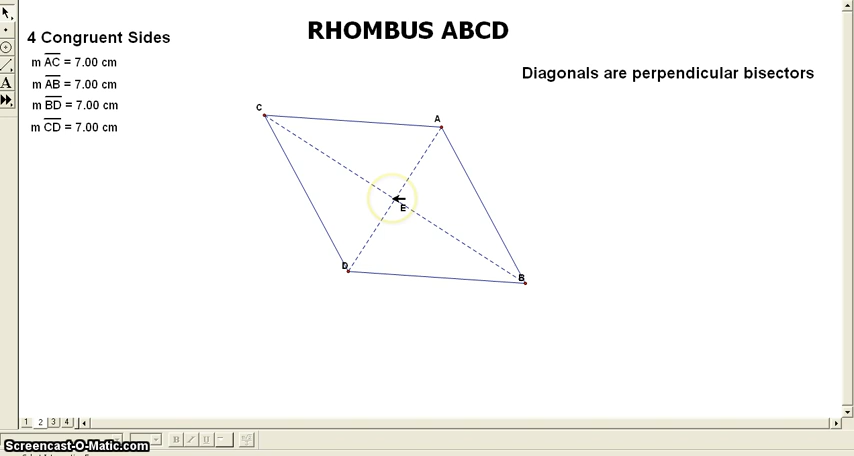 RHOMBUS ABCD
4 Congruent Sides
m AC = 7.00 cm
m AB = 7.00 cm
m BD = 7.00 cm
m CD = 7.00 cm
Diagonals are perpendicular bisectors
C
A
E
D
B
A
1 2 3 4
B I U
Screencast-O-Matic.com